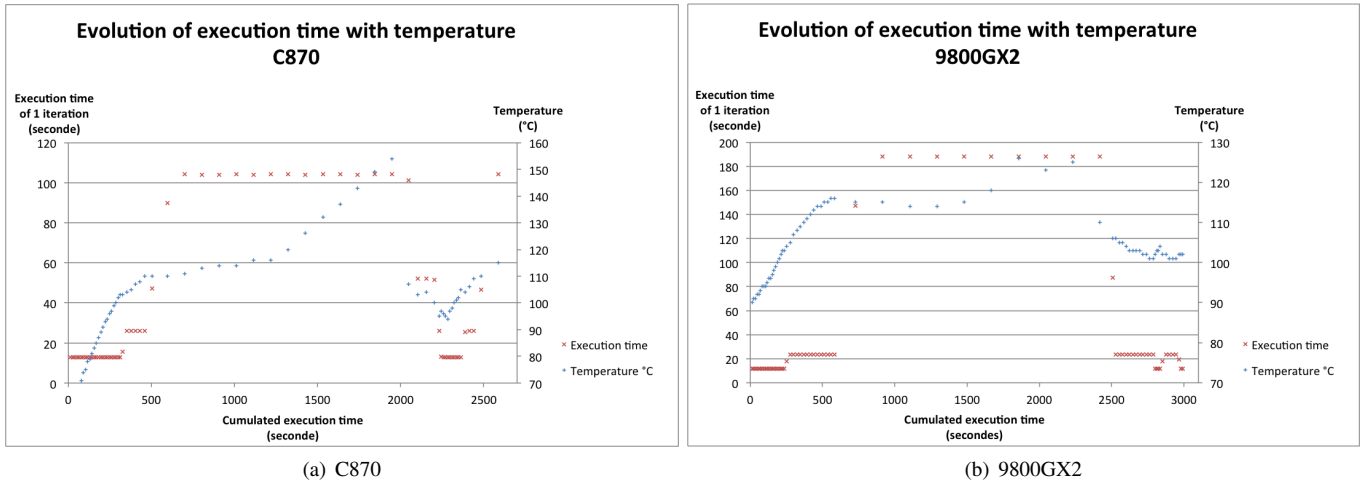 Evolution of execution time with temperature
C870
Execution time
of 1 iteration
(seconde)
Temperature
(°C)
120
100
80
60
40
20
0
160
150
140
130
120
110
100
90
80
70
0
500
1000
1500
2000
2500
Execution time
Temperature °C
Cumulated execution time
(seconde)
(a) C870
Evolution of execution time with temperature
9800GX2
Execution time
of 1 iteration
(seconde)
Temperature
(°C)
200
180
160
140
120
100
80
60
40
20
0
130
120
110
100
90
80
70
0
500
1000
1500
2000
2500
3000
Execution time
Temperature °C
Cumulated execution time
(secondes)
(b) 9800GX2